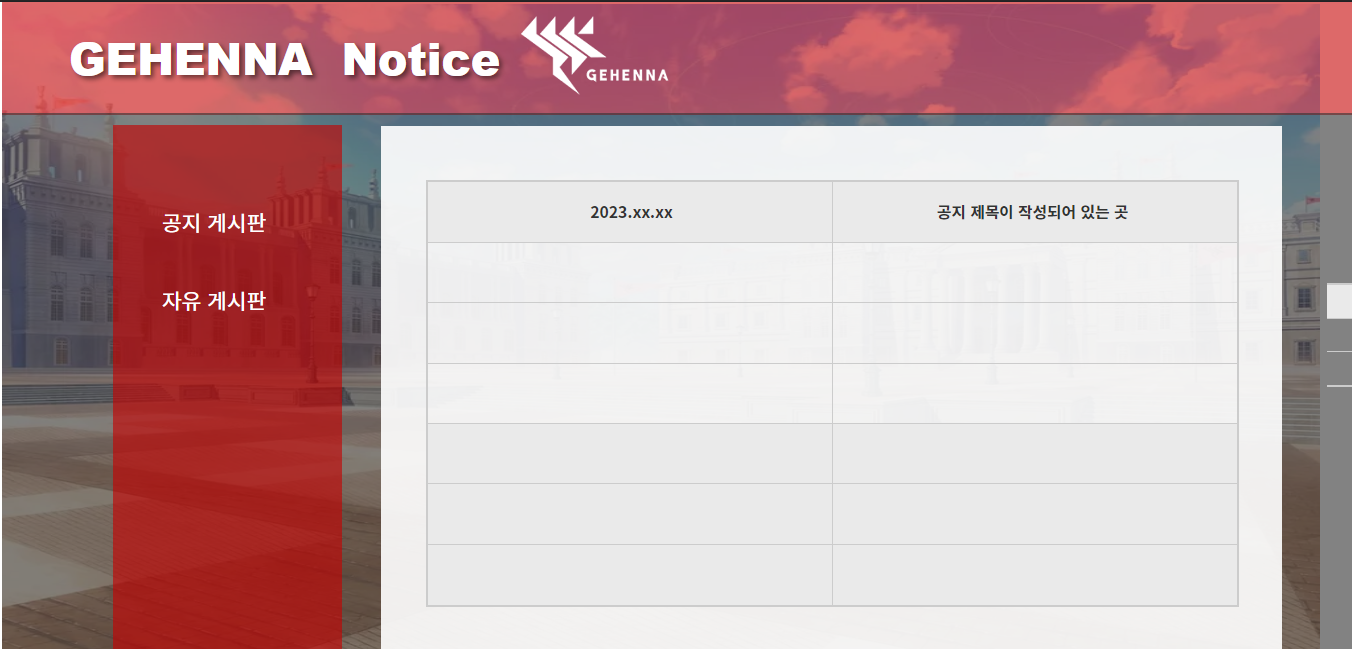 GEHENNA Notice
GEHENNA
공지 게시판
자유 게시판
2023.xx.xx
공지 제목이 작성되어 있는 곳